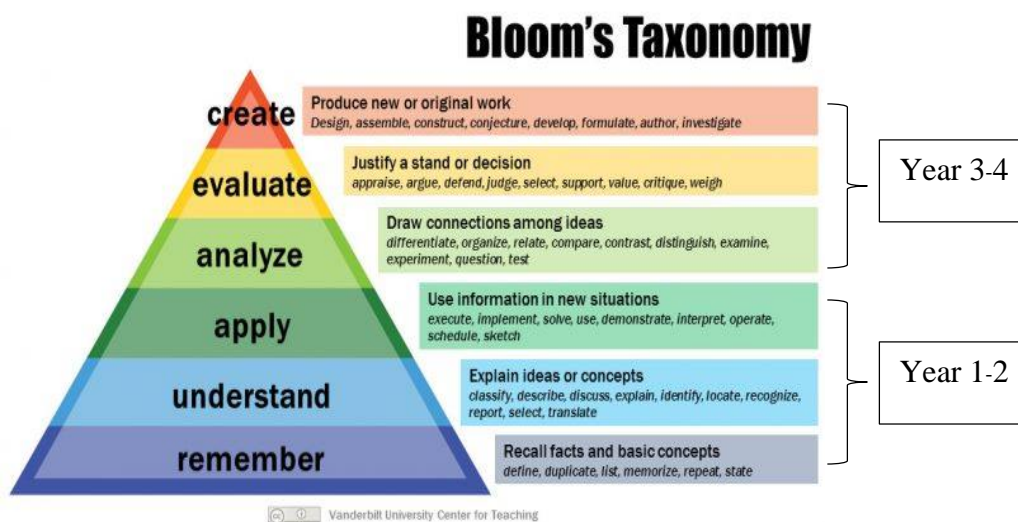 Bloom's Taxonomy
create
Produce new or original work
Design, assemble, construct, conjecture, develop, formulate, author, investigate
evaluate
Justify a stand or decision
appraise, argue, defend, judge, select, support, value, critique, weigh
Year 3-4
analyze
Draw connections among ideas
differentiate, organize, relate, compare, contrast, distinguish, examine,
experiment, question, test
apply
Use information in new situations
execute, implement, solve, use, demonstrate, interpret, operate,
schedule, sketch
Year 1-2
understand
Explain ideas or concepts
classify, describe, discuss, explain, identify, locate, recognize,
report, select, translate
remember
Recall facts and basic concepts
define, duplicate, list, memorize, repeat, state
cc
Vanderbilt University Center for Teaching